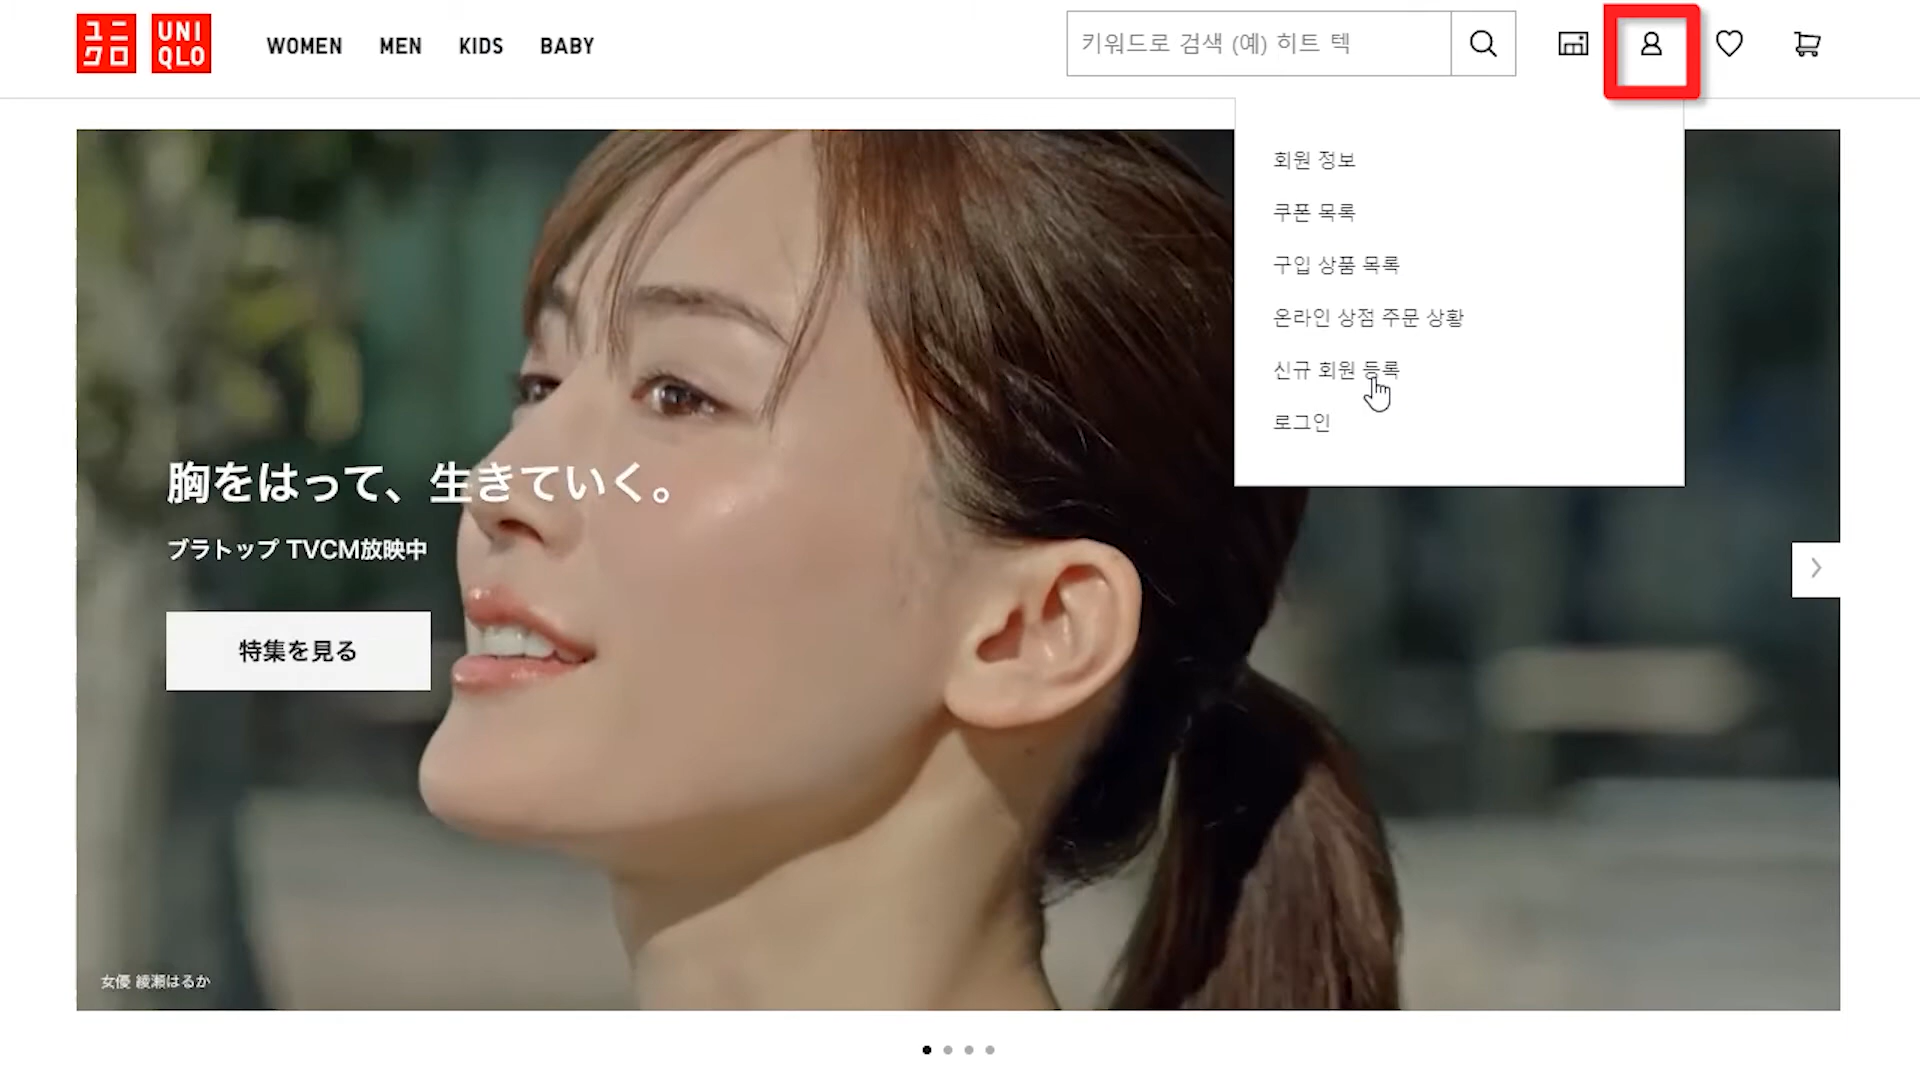 ユニ
クロ
UNI
QLO
WOMEN
MEN
KIDS
BABY
키워드로 검색 (예) 히트 텍
회원 정보
쿠폰 목록
구입 상품 목록
온라인 상점 주문 상황
신규 회원 등록
로그인
胸をはって、生きていく。
ブラトップ TVCM放映中
特集を見る
女優 綾瀬はるか